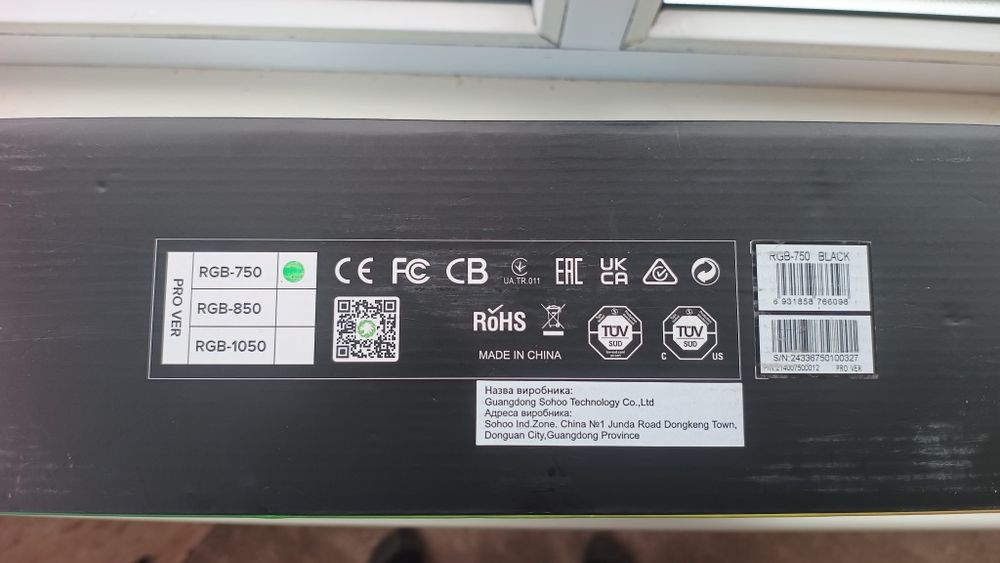 PRO VER
RGB-750
RGB-850
RGB-1050
CE FC CB UA.TR.011 EAC UK CA
RoHS
MADE IN CHINA
TÜV SÜD
C TÜV SÜD US
RGB-750 BLACK
6 931858 766098
S/N:24336750100327
P/N:214007500012 PRO VER
Назва виробника:
Guangdong Sohoo Technology Co.,Ltd
Адреса виробника:
Sohoo Ind.Zone. China №1 Junda Road Dongkeng Town,
Donguan City,Guangdong Province